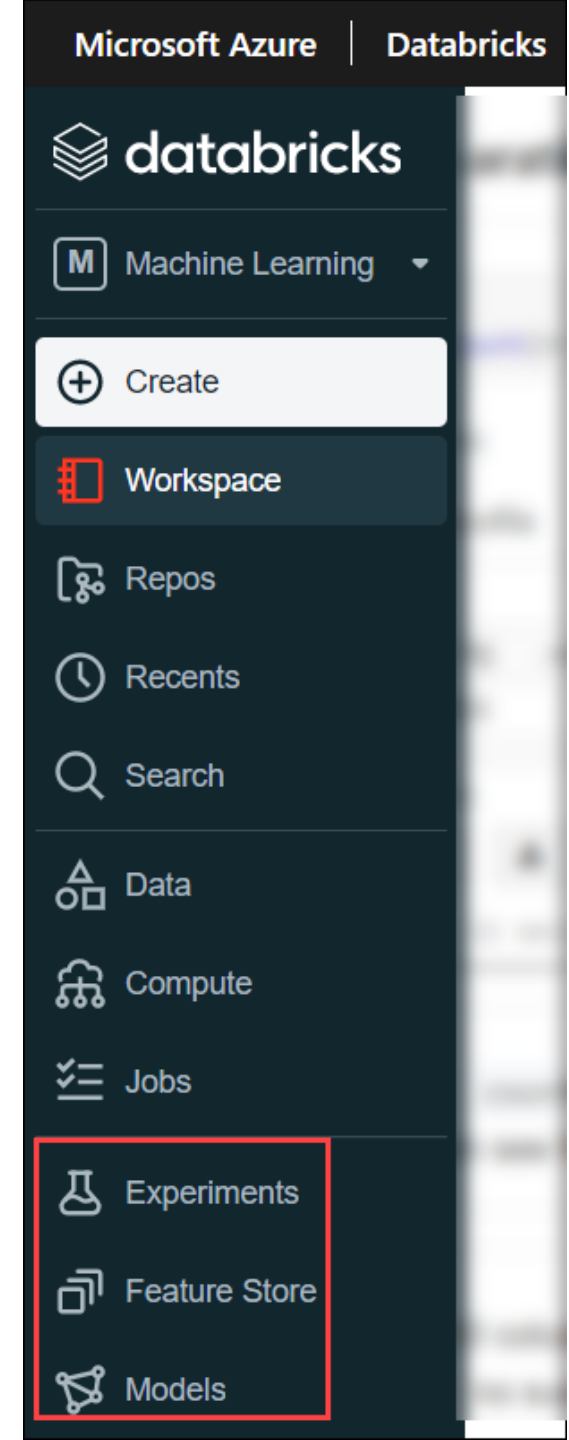 Microsoft Azure | Databricks
databricks
M Machine Learning
Create
Workspace
Repos
Recents
Search
Data
Compute
Jobs
Experiments
Feature Store
Models